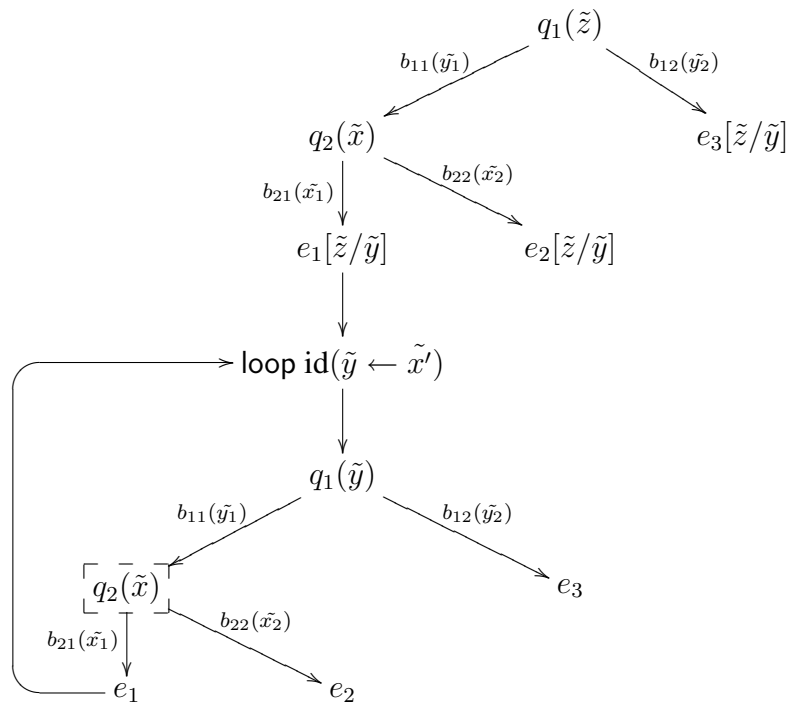 q₁(z̃)
b₁₁(ỹ₁) b₁₂(ỹ₂)
q₂(x̃) e₃[z̃/ỹ]
b₂₁(x̃₁) b₂₂(x̃₂)
e₁[z̃/ỹ] e₂[z̃/ỹ]
loop id(ỹ ← x̃′)
q₁(ỹ)
b₁₁(ỹ₁) b₁₂(ỹ₂)
q₂(x̃) e₃
b₂₁(x̃₁) b₂₂(x̃₂)
e₁ e₂